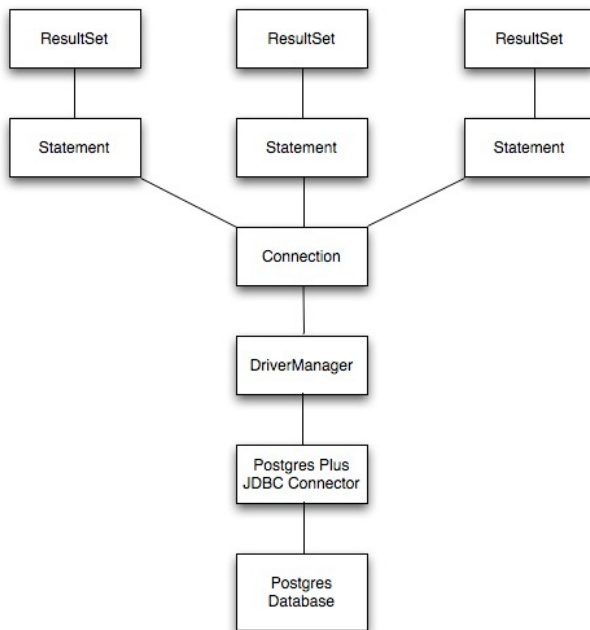 ResultSet
ResultSet
ResultSet
Statement
Statement
Statement
Connection
DriverManager
Postgres Plus
JDBC Connector
Postgres
Database